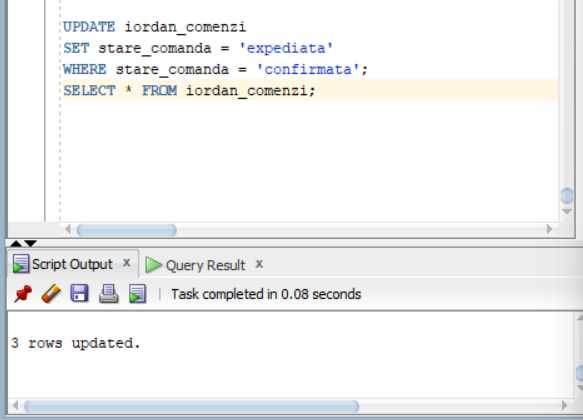 UPDATE iordan_comenzi
SET stare_comanda = 'expediata'
WHERE stare_comanda = 'confirmata';
SELECT * FROM iordan_comenzi;
Script Output x Query Result x
Task completed in 0.08 seconds
3 rows updated.